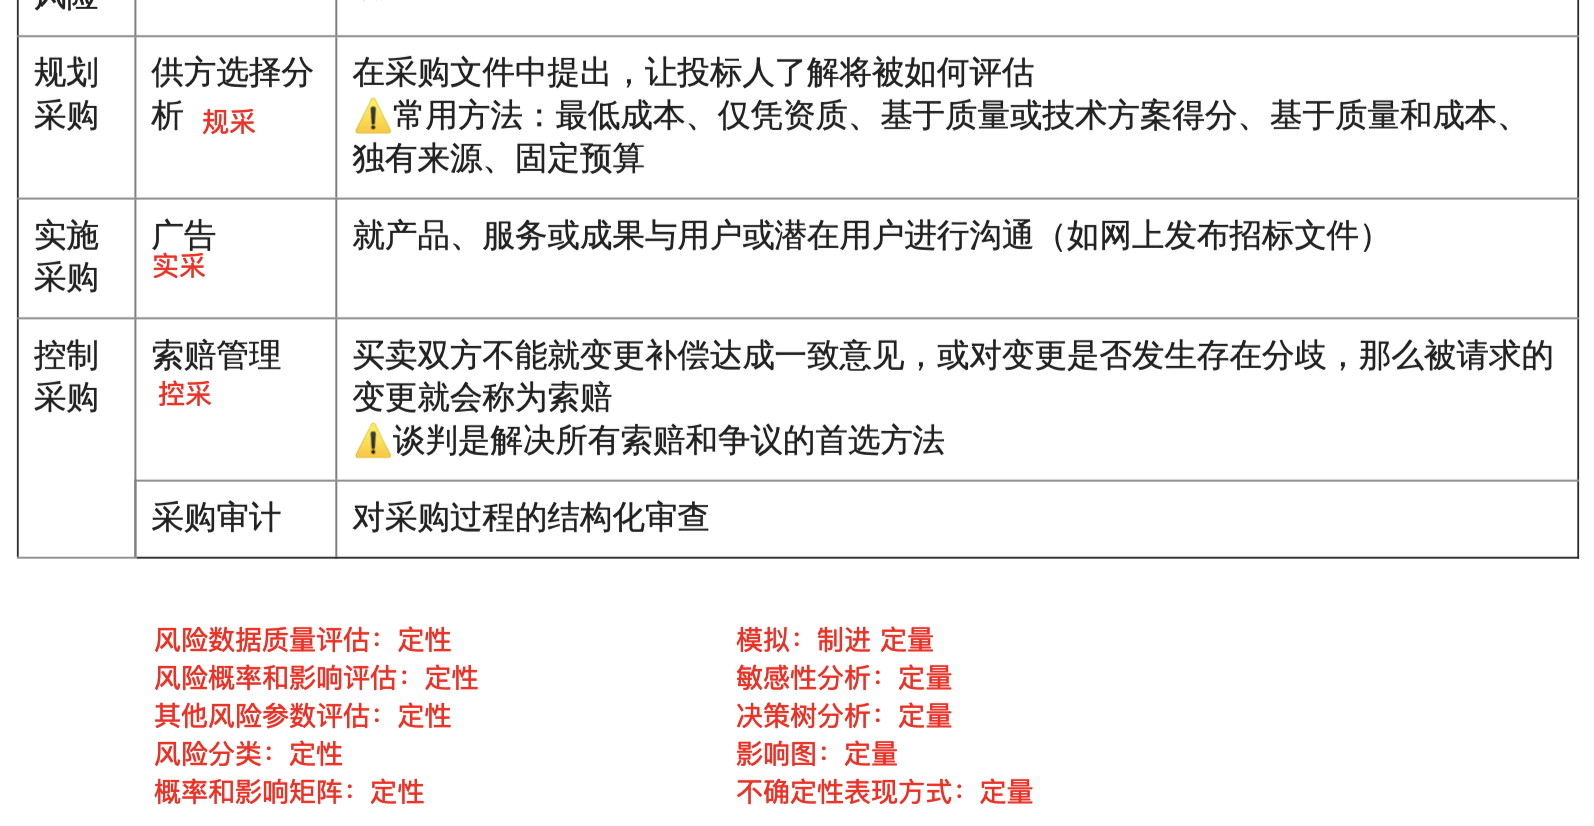 风险
规划
采购
供方选择分
析 规采
在采购文件中提出，让投标人了解将被如何评估
⚠️常用方法：最低成本、仅凭资质、基于质量或技术方案得分、基于质量和成本、
独有来源、固定预算
实施
采购
广告
实采
就产品、服务或成果与用户或潜在用户进行沟通（如网上发布招标文件）
控制
采购
索赔管理
控采
买卖双方不能就变更补偿达成一致意见，或对变更是否发生存在分歧，那么被请求的
变更就会称为索赔
⚠️谈判是解决所有索赔和争议的首选方法
采购审计
对采购过程的结构化审查
风险数据质量评估：定性
风险概率和影响评估：定性
其他风险参数评估：定性
风险分类：定性
概率和影响矩阵：定性
模拟：制进 定量
敏感性分析：定量
决策树分析：定量
影响图：定量
不确定性表现方式：定量